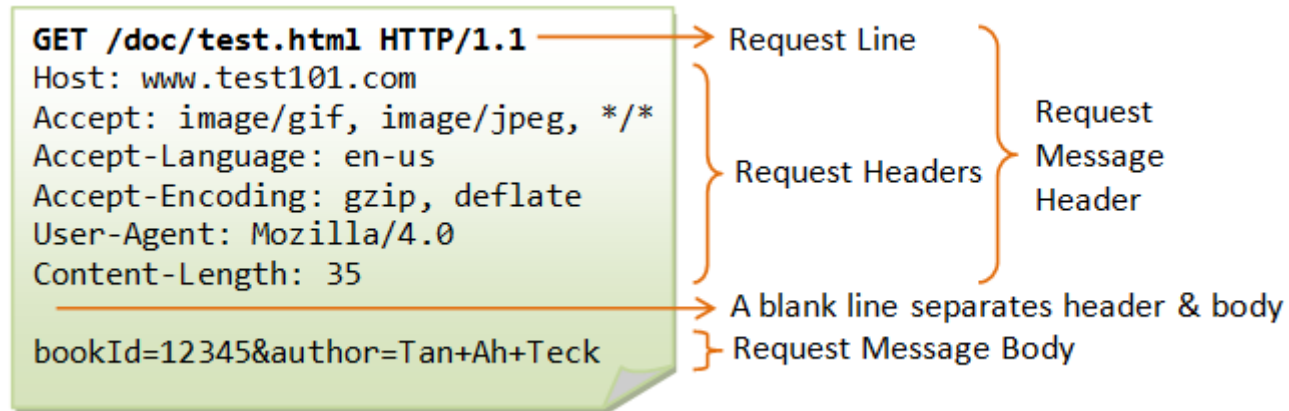 GET /doc/test.html HTTP/1.1
Host: www.test101.com
Accept: image/gif, image/jpeg, */*
Accept-Language: en-us
Accept-Encoding: gzip, deflate
User-Agent: Mozilla/4.0
Content-Length: 35
bookId=12345&author=Tan+Ah+Teck
Request Line
Request Headers
Request
Message
Header
A blank line separates header & body
Request Message Body